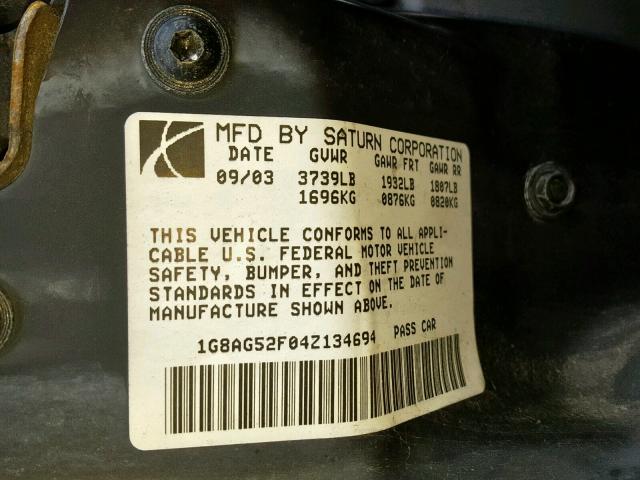 MFD BY SATURN CORPORATION
DATE GVWR GAWR FRT GAWR RR
09/03 3739LB 1932LB 1807LB
1696KG 0876KG 0820KG
THIS VEHICLE CONFORMS TO ALL APPLI-
CABLE U.S. FEDERAL MOTOR VEHICLE
SAFETY, BUMPER, AND THEFT PREVENTION
STANDARDS IN EFFECT ON THE DATE OF
MANUFACTURE SHOWN ABOVE.
1G8AG52F04Z134694 PASS CAR